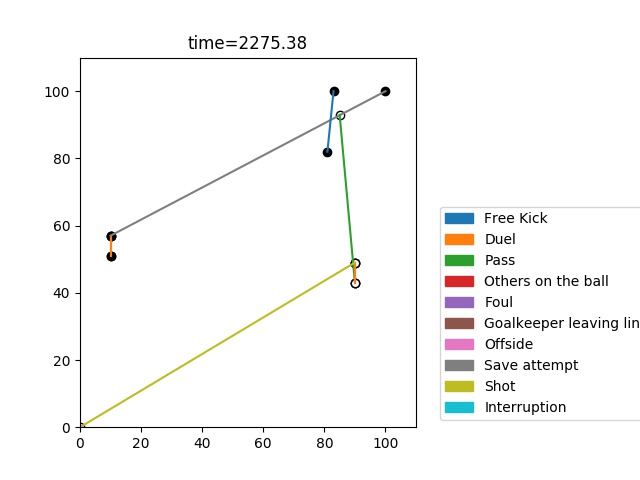 time=2275.38
100
80
60
40
20
0
0 20 40 60 80 100
Free Kick
Duel
Pass
Others on the ball
Foul
Goalkeeper leaving lin
Offside
Save attempt
Shot
Interruption